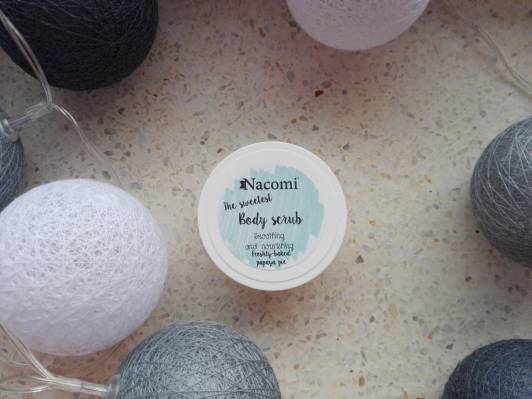 Nacomi
the sweetest
Body scrub
Smoothing
and nourishing
freshly-baked
papaya pie